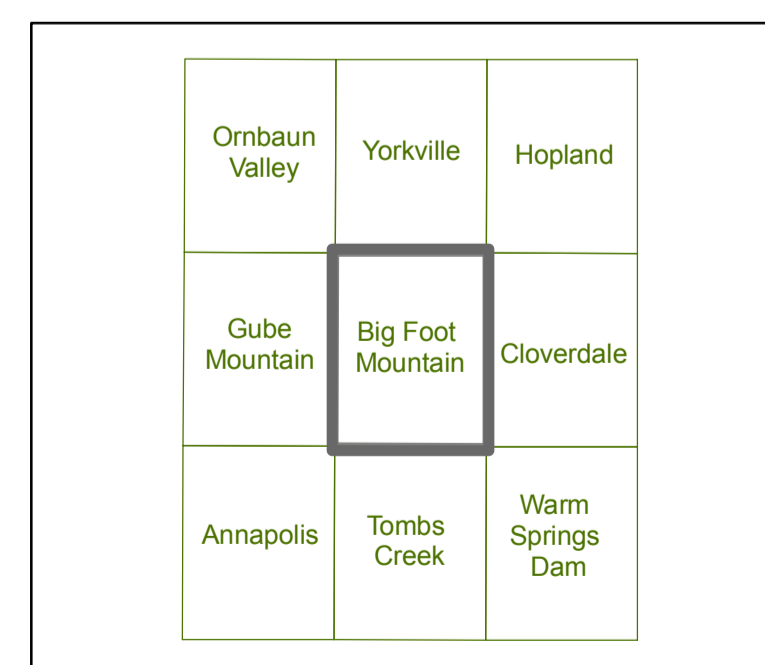 Ornbaun
Valley
Yorkville
Hopland
Gube
Mountain
Big Foot
Mountain
Cloverdale
Annapolis
Tombs
Creek
Warm
Springs
Dam